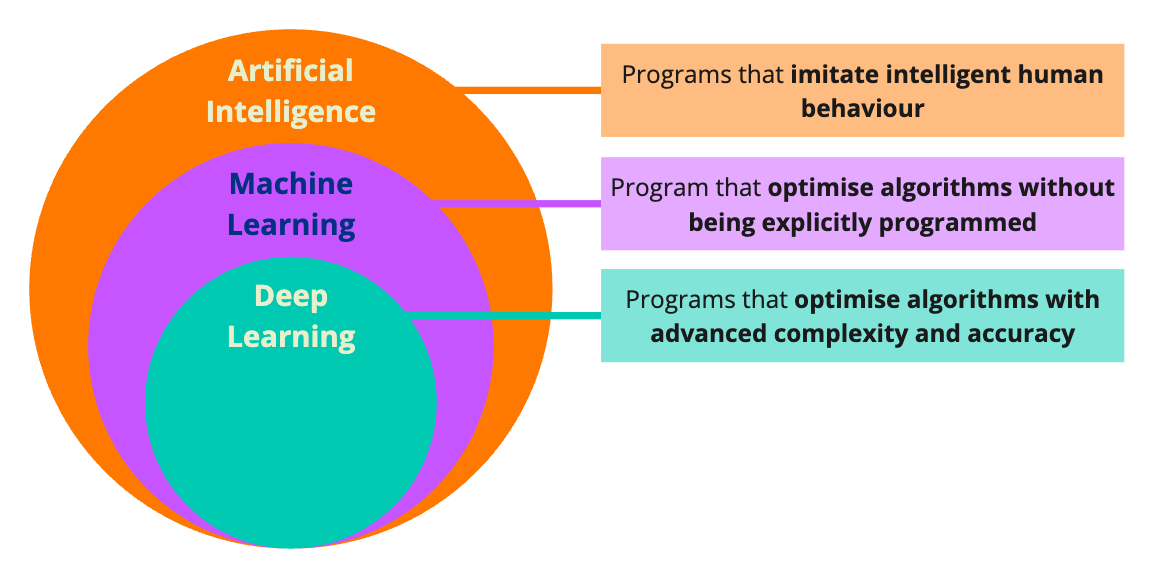 Artificial
Intelligence
Programs that imitate intelligent human
behaviour
Machine
Learning
Program that optimise algorithms without
being explicitly programmed
Deep
Learning
Programs that optimise algorithms with
advanced complexity and accuracy